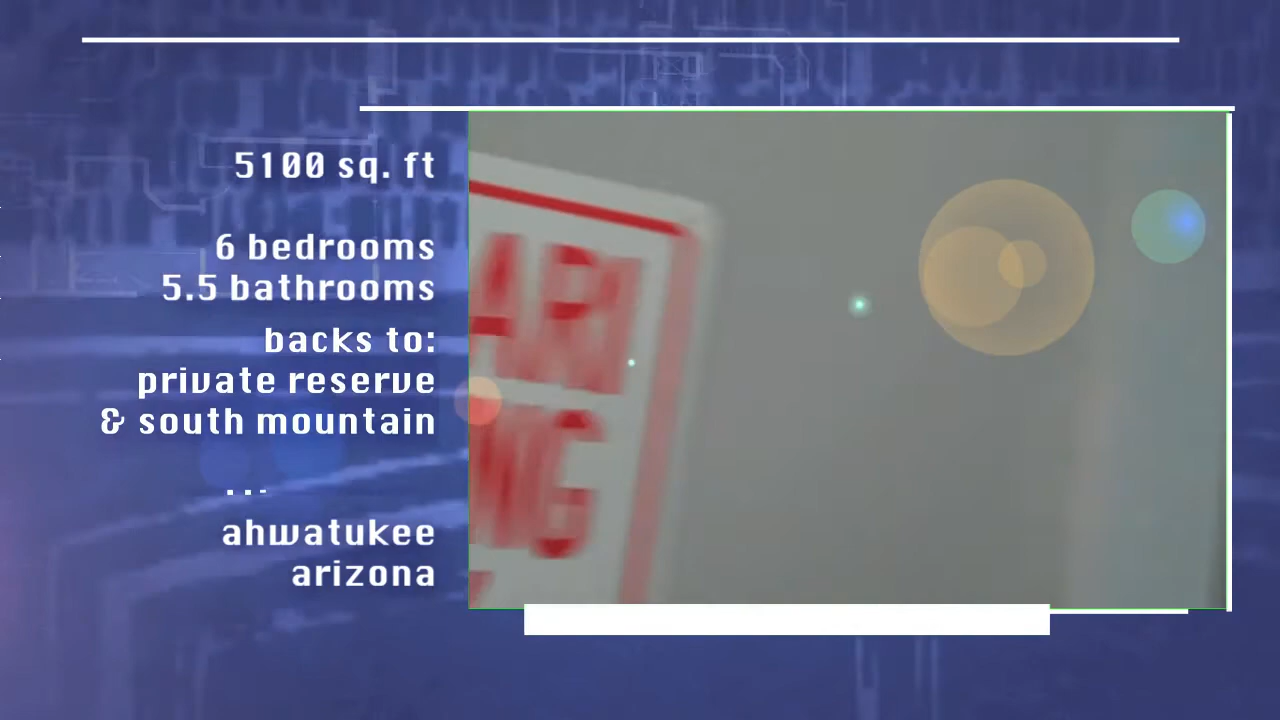 5100 sq. ft
6 bedrooms
5.5 bathrooms
backs to:
private reserve
& south mountain
...
ahwatukee
arizona